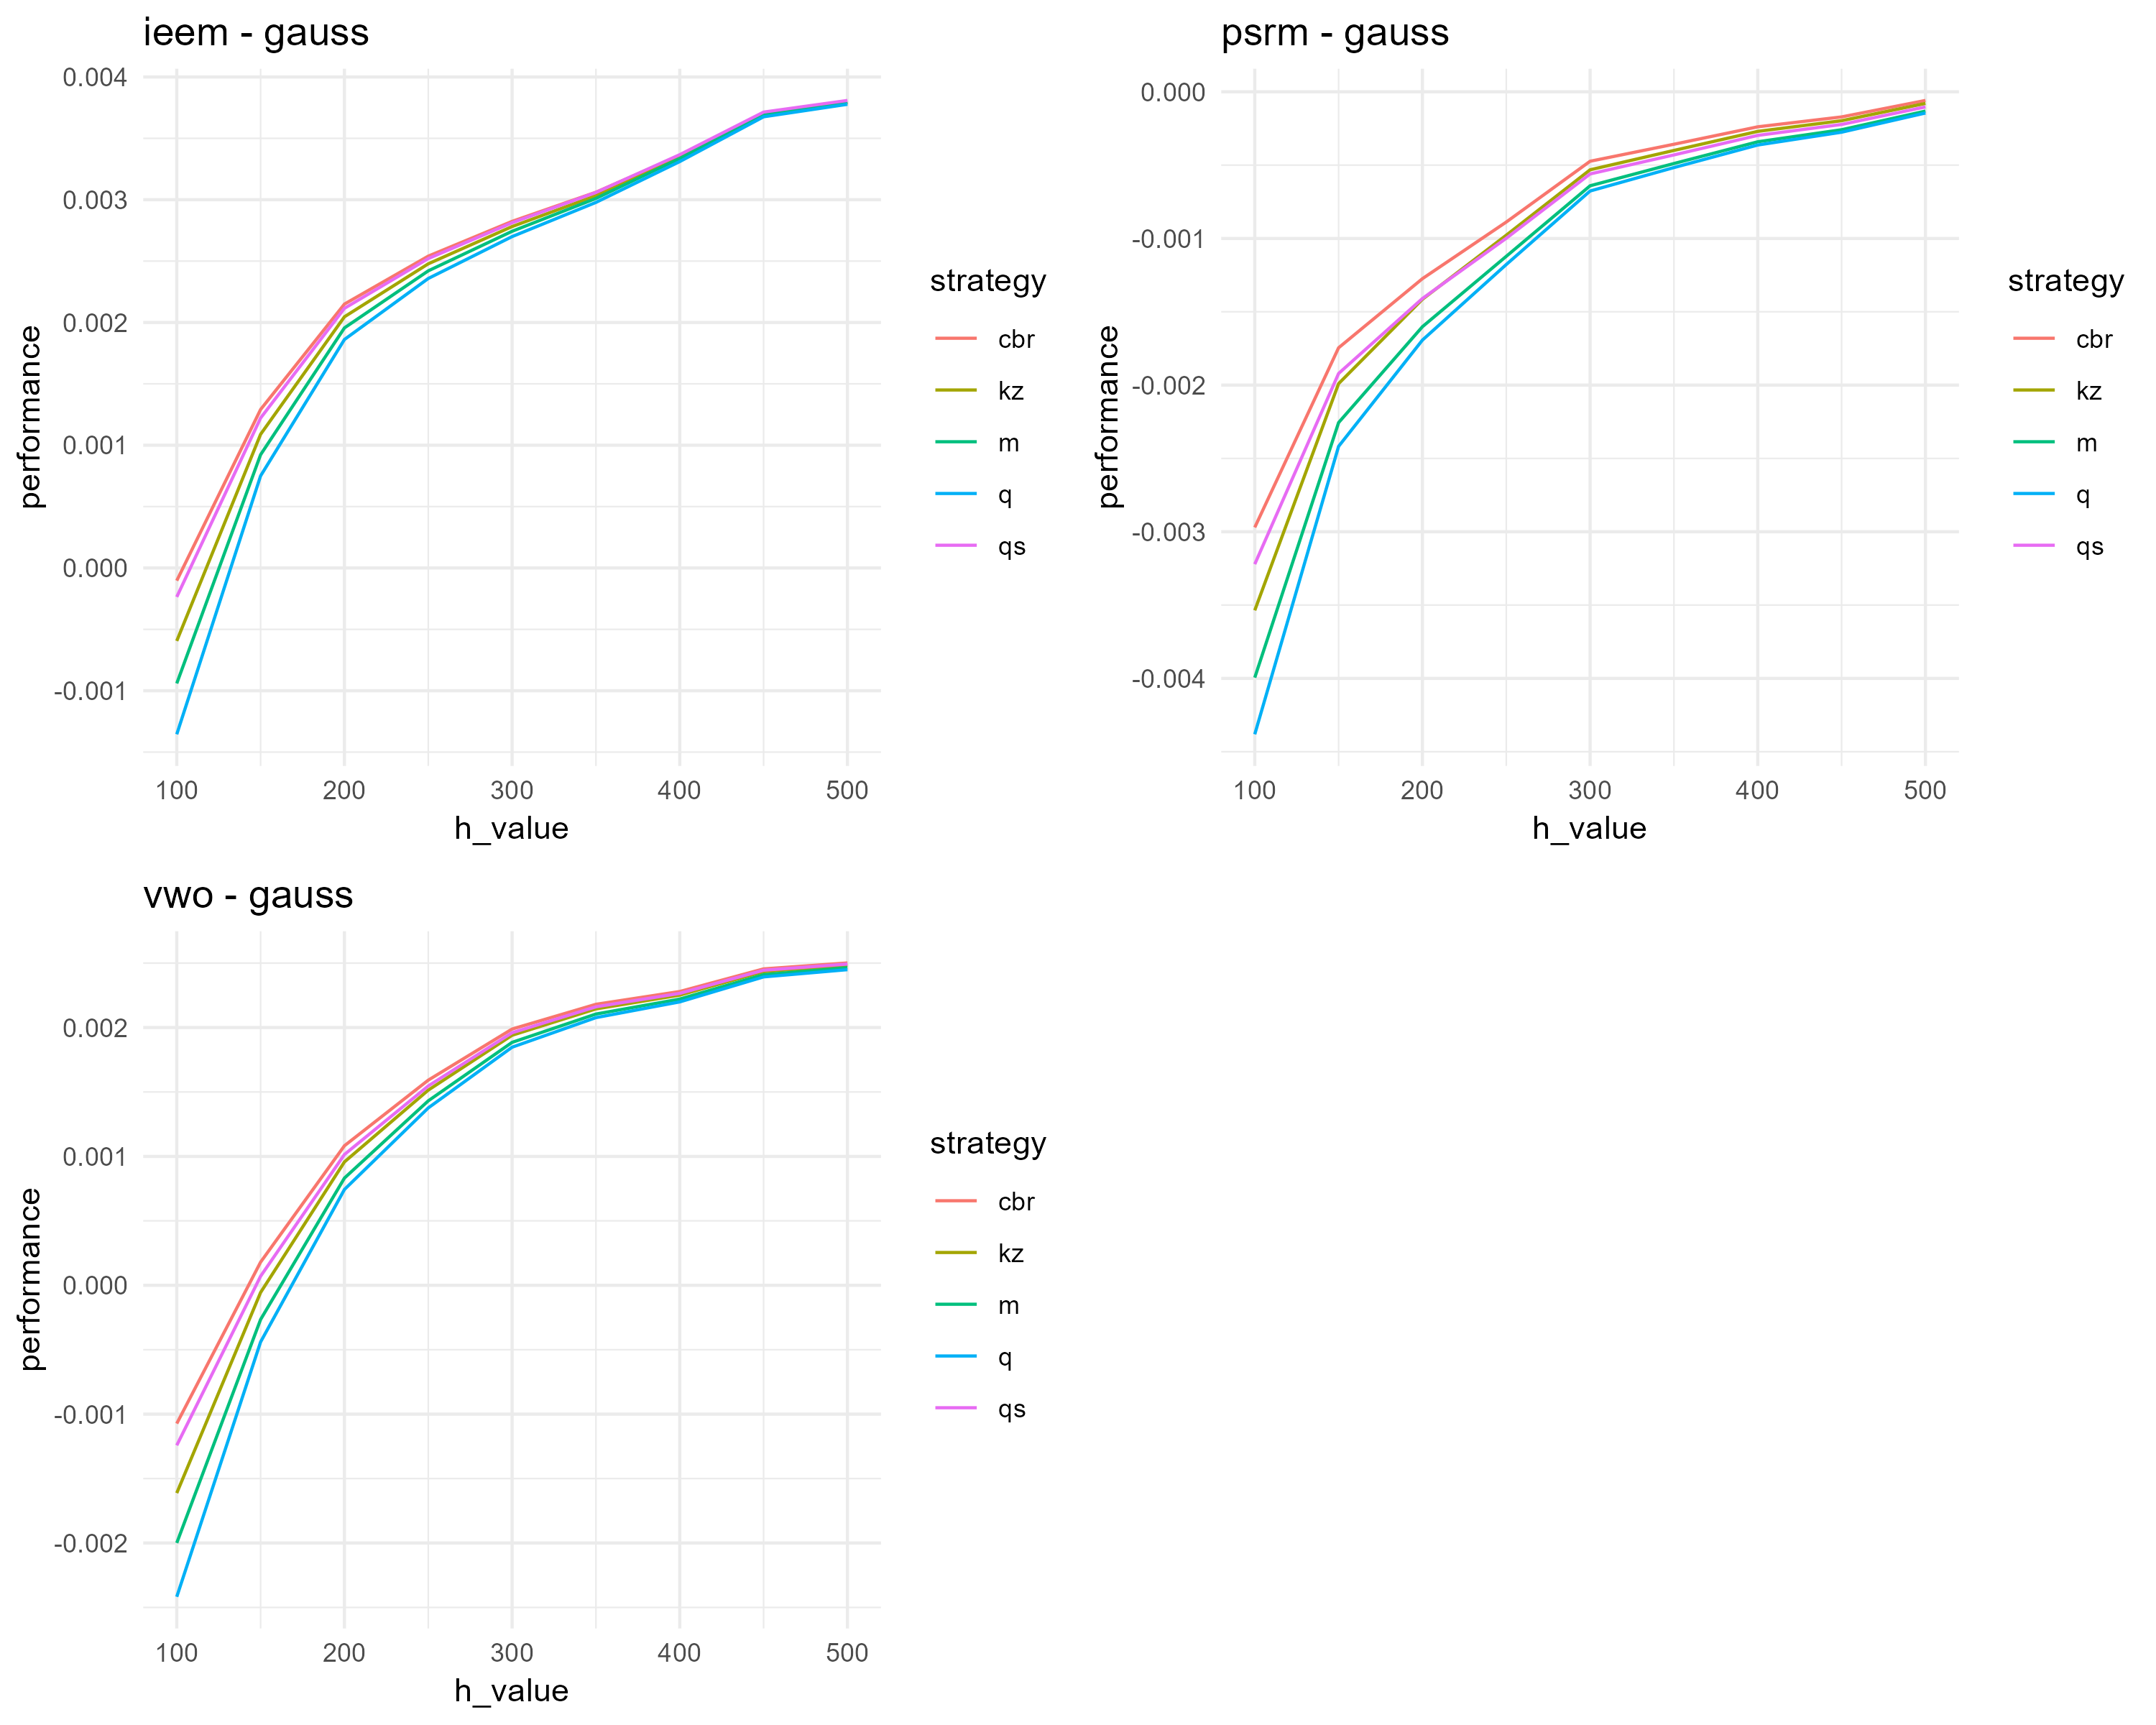 ieem - gauss
performance
0.004
0.003
0.002
0.001
0.000
-0.001
100 200 300 400 500
h_value
strategy
cbr
kz
m
q
qs
psrm - gauss
performance
0.000
-0.001
-0.002
-0.003
-0.004
100 200 300 400 500
h_value
strategy
cbr
kz
m
q
qs
vwo - gauss
performance
0.002
0.001
0.000
-0.001
-0.002
100 200 300 400 500
h_value
strategy
cbr
kz
m
q
qs